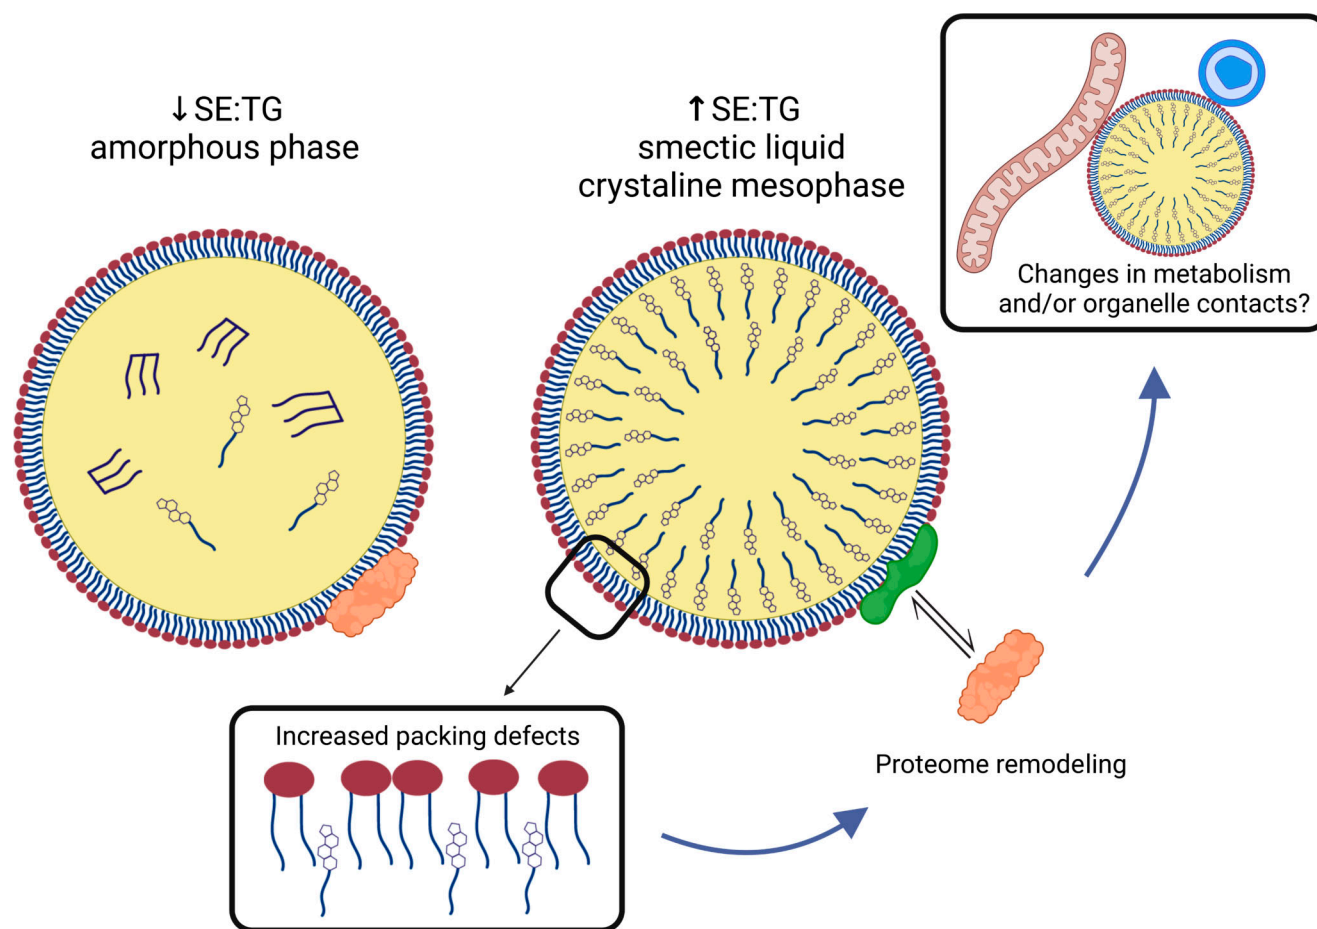 ↓SE:TG
amorphous phase
↑SE:TG
smectic liquid
crystaline mesophase
Changes in metabolism
and/or organelle contacts?
Increased packing defects
Proteome remodeling